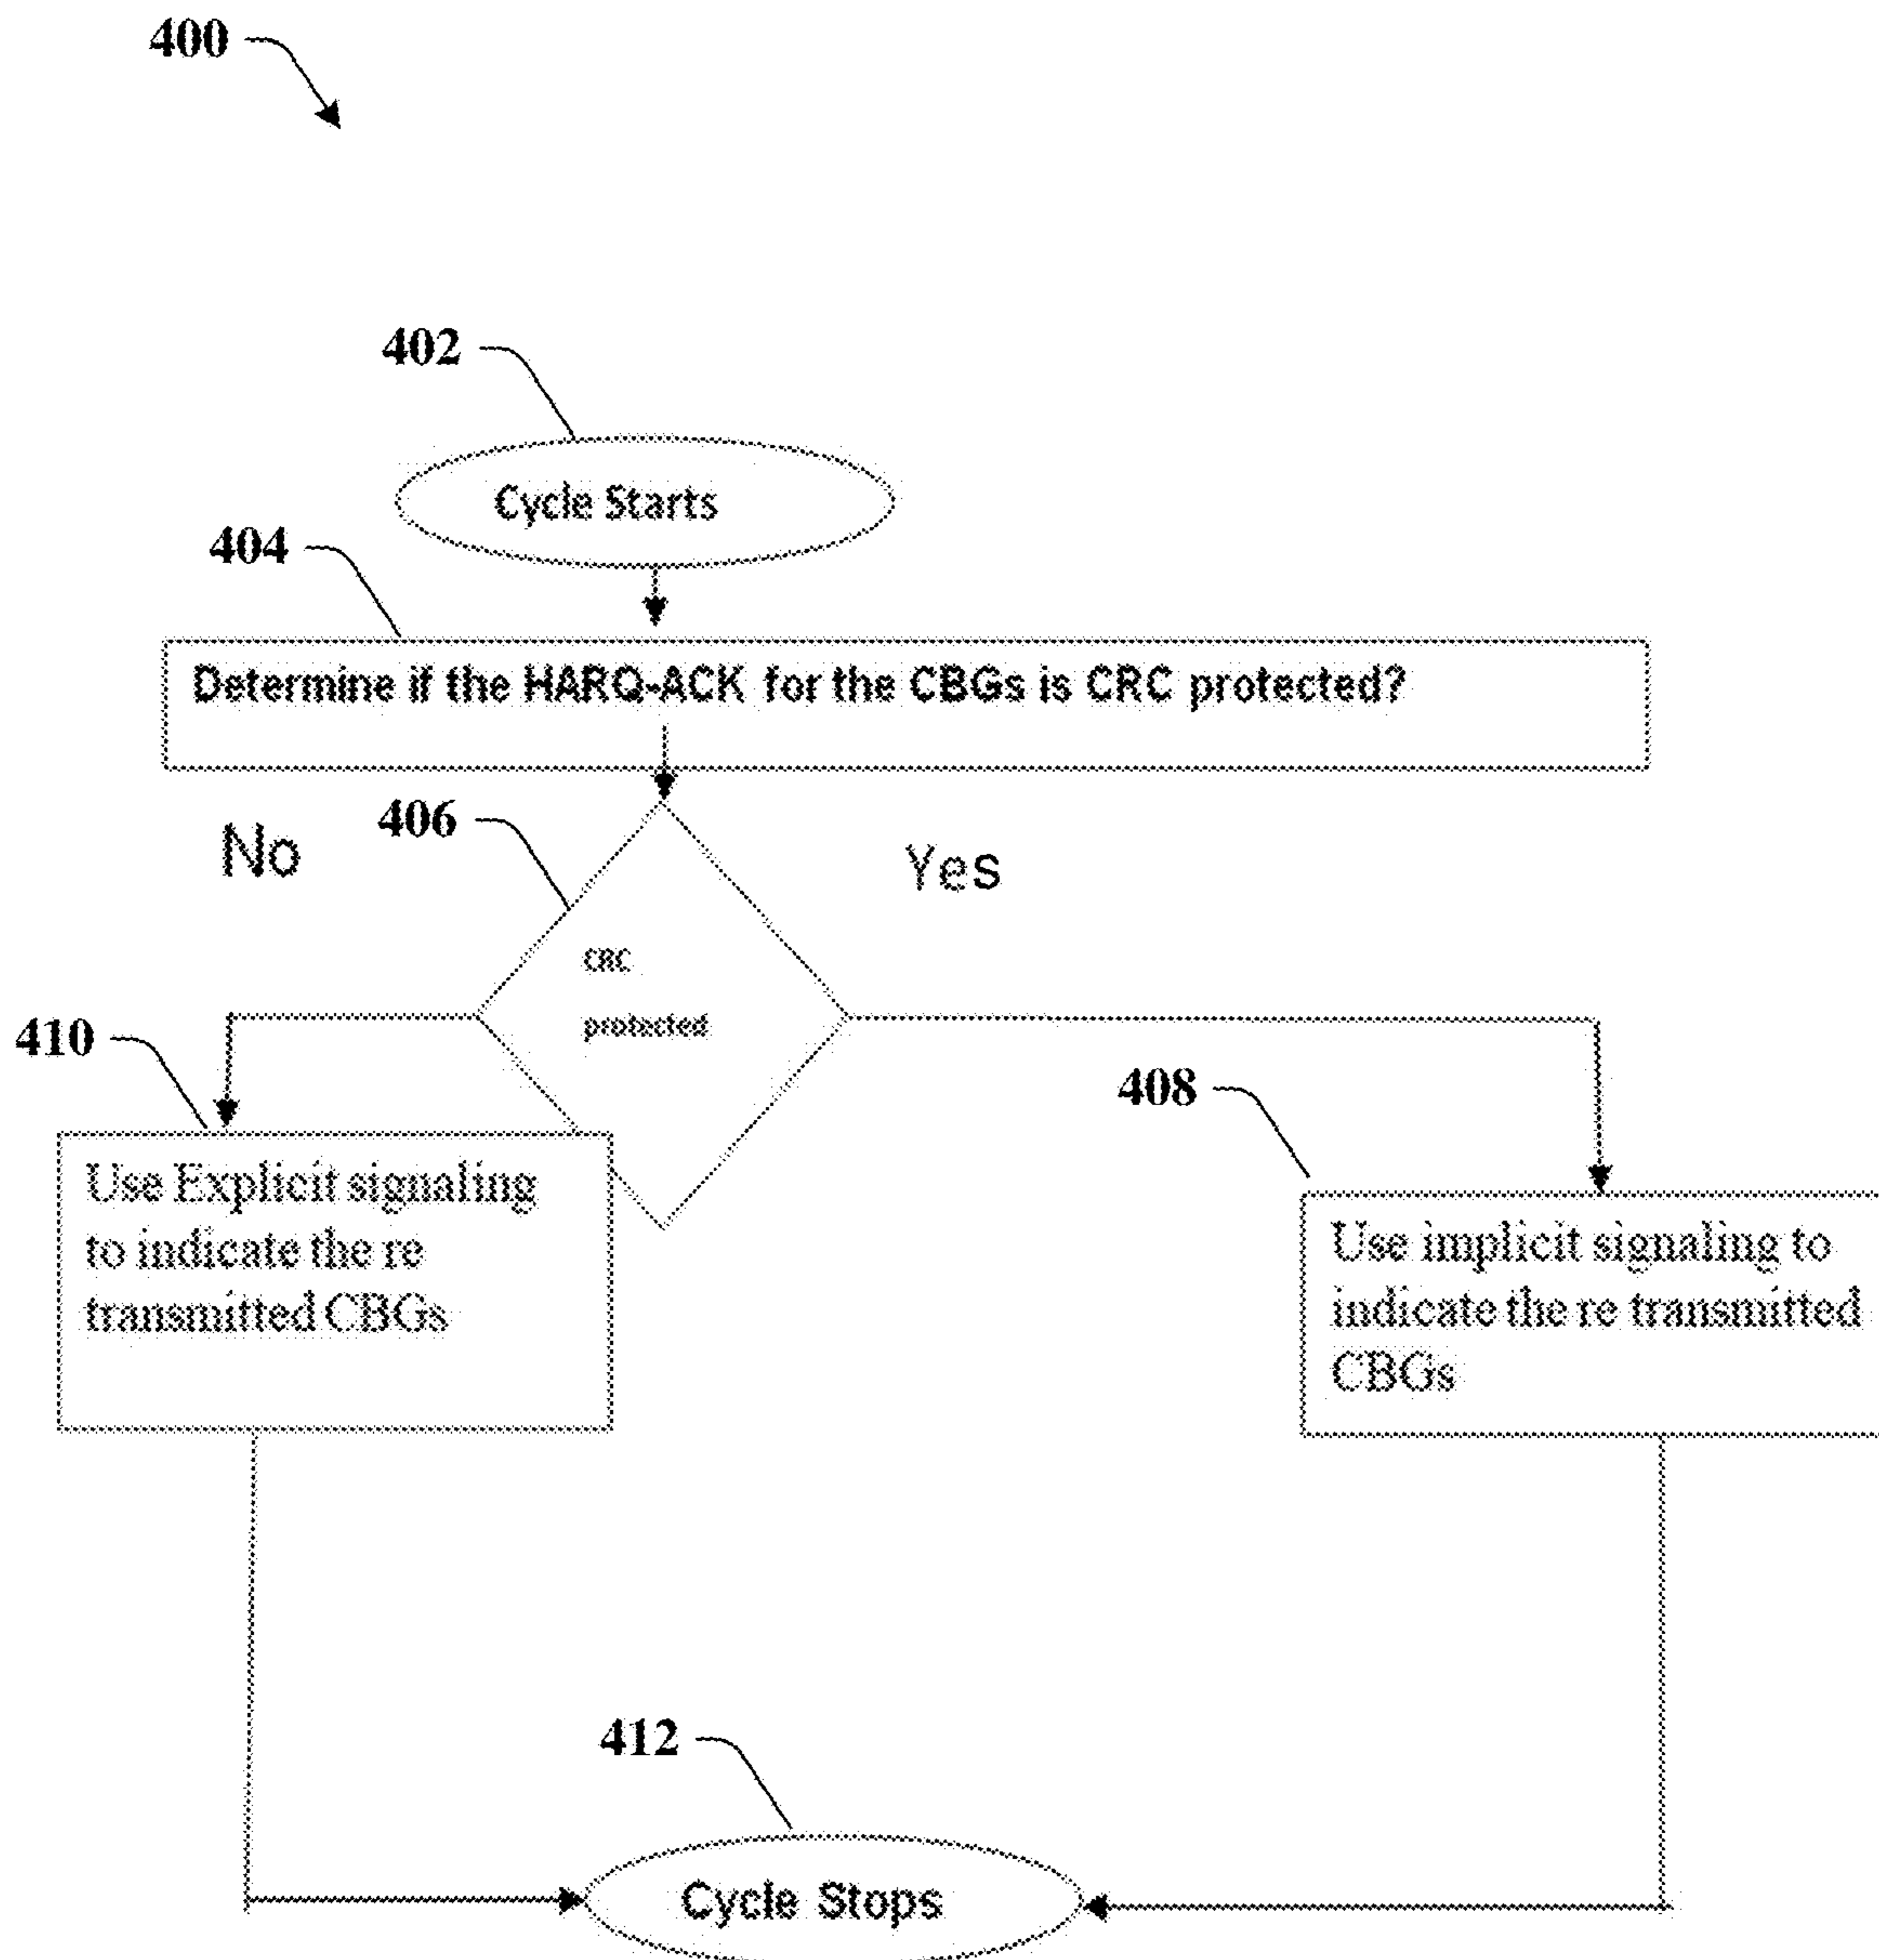 400
402
Cycle Starts
404
Determine if the HARQ-ACK for the CBGs is CRC protected?
No
406
Yes
CRC
protected
410
408
Use Explicit signaling
to indicate the re
transmitted CBGs
Use implicit signaling to
indicate the re transmitted
CBGs
412
Cycle Stops